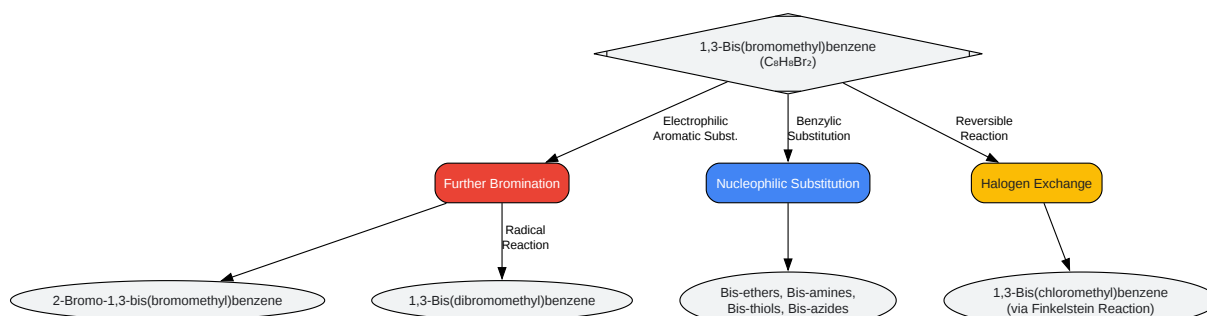 1,3-Bis(bromomethyl)benzene
(C₈H₈Br₂)
Electrophilic
Aromatic Subst.
Benzylic
Substitution
Reversible
Reaction
Further Bromination
Nucleophilic Substitution
Halogen Exchange
Radical
Reaction
2-Bromo-1,3-bis(bromomethyl)benzene
1,3-Bis(dibromomethyl)benzene
Bis-ethers, Bis-amines,
Bis-thiols, Bis-azides
1,3-Bis(chloromethyl)benzene
(via Finkelstein Reaction)